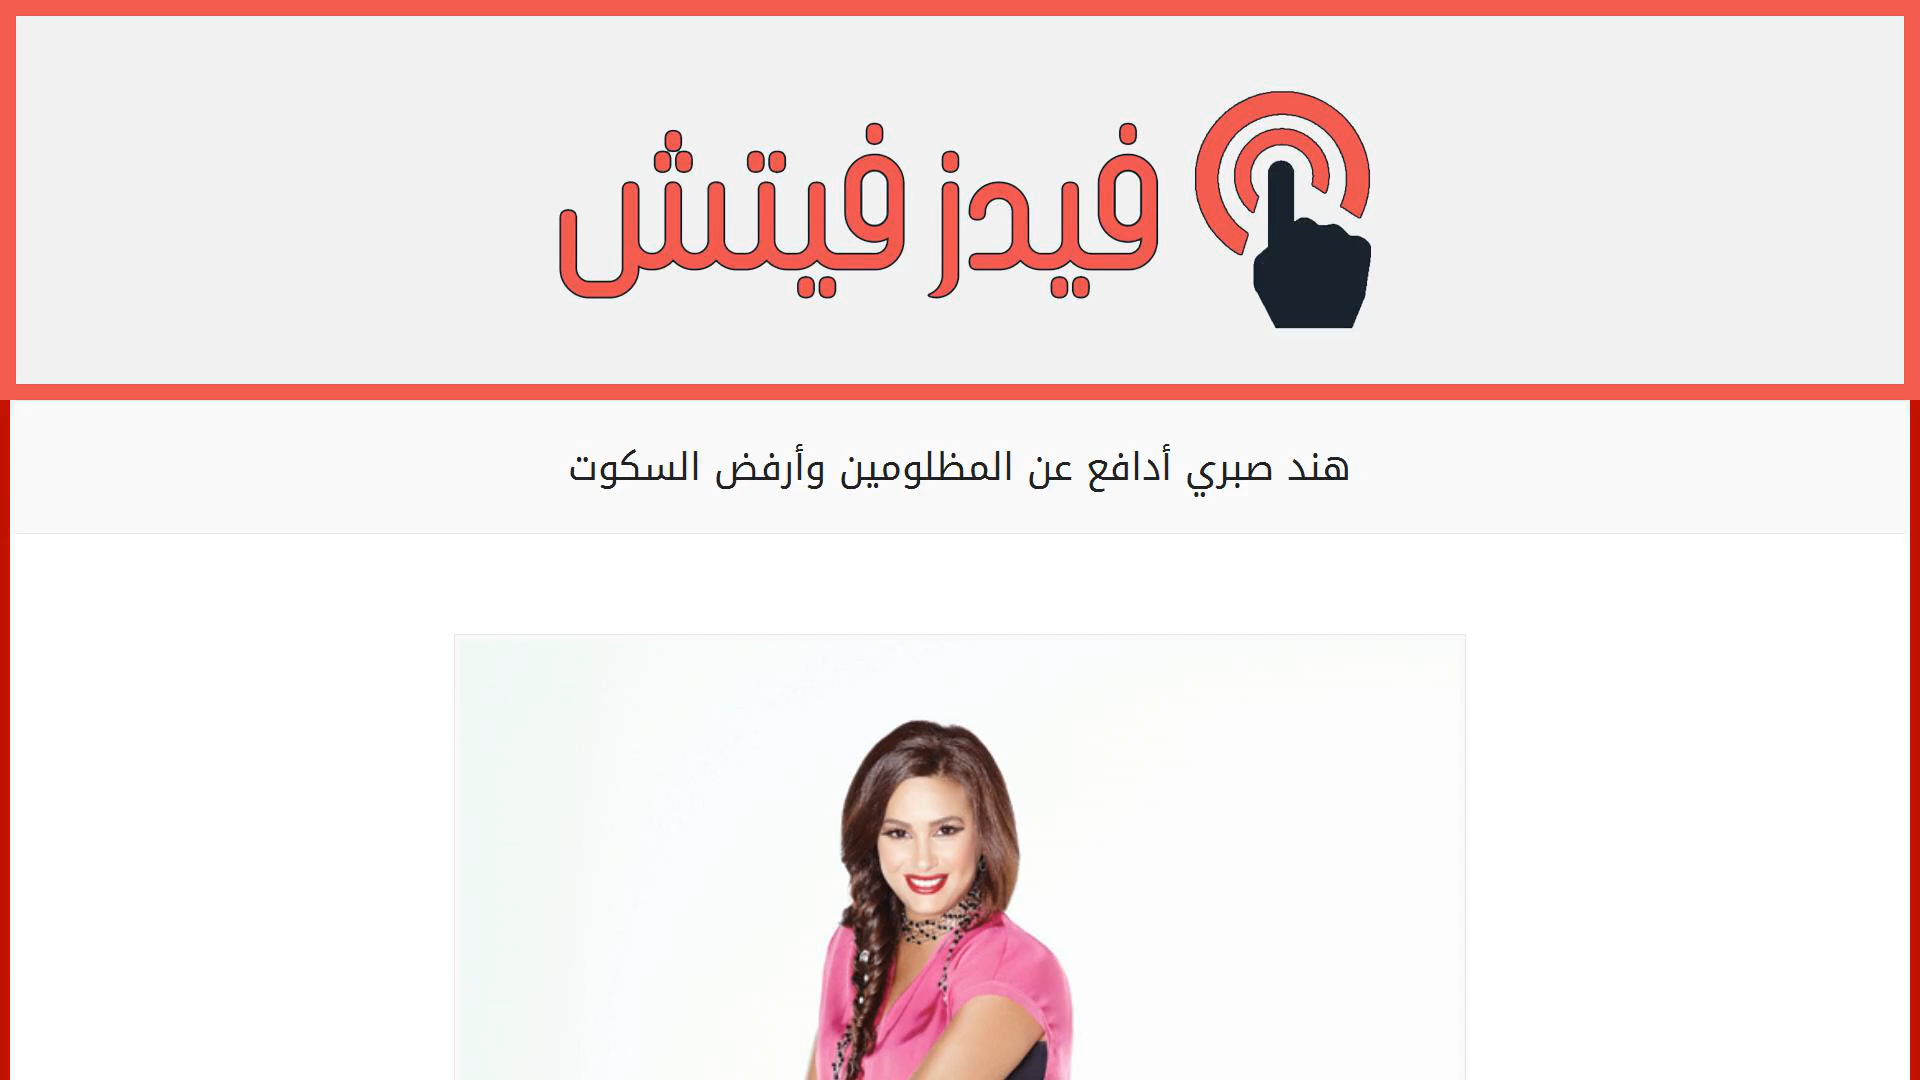 فيدز فيتش
هند صبري أدافع عن المظلومين وأرفض السكوت